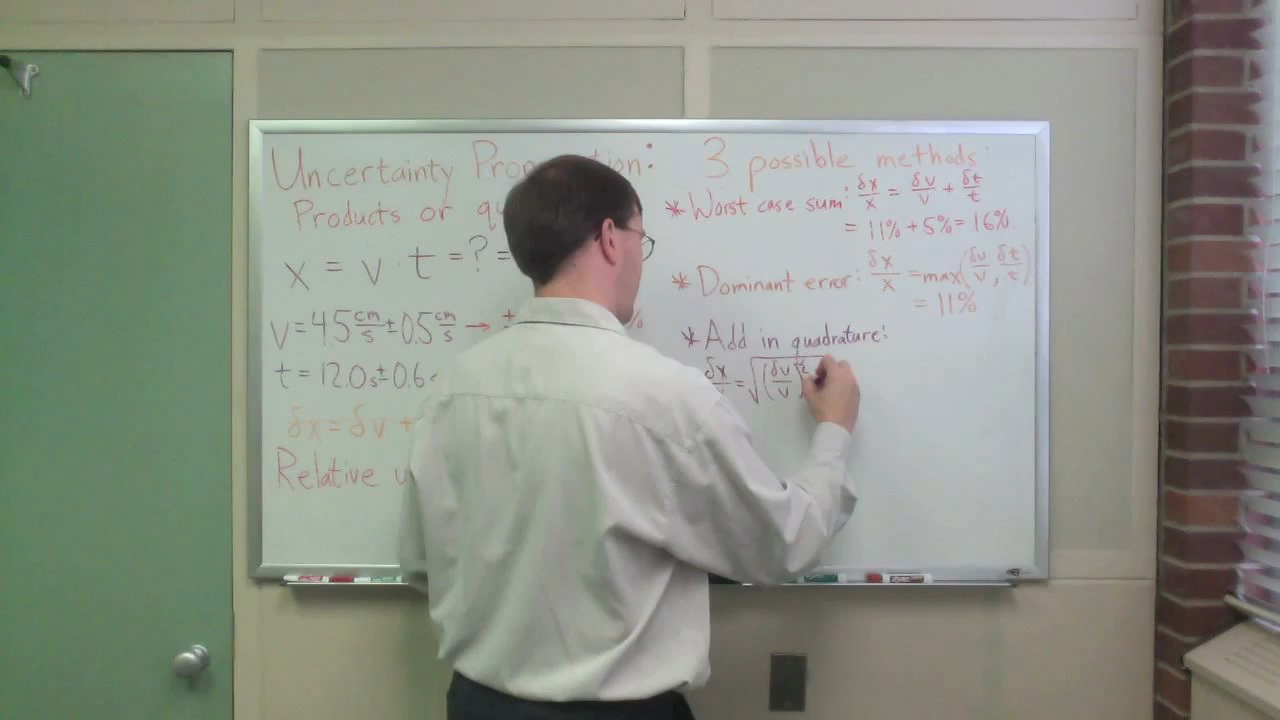 Uncertainty : 3 possible methods:
Products or
x = v · t = ? =
v = 4.5 cm/s ± 0.5 cm/s → ± %
t = 12.0 s ± 0.6
δx = δv +
Relative
* Worst case sum: δx/x = δv/v + δt/t
= 11% + 5% = 16%.
* Dominant error: δx/x = max(δv/v, δt/t)
= 11%
* Add in quadrature:
δx/x = √(δv/v)²